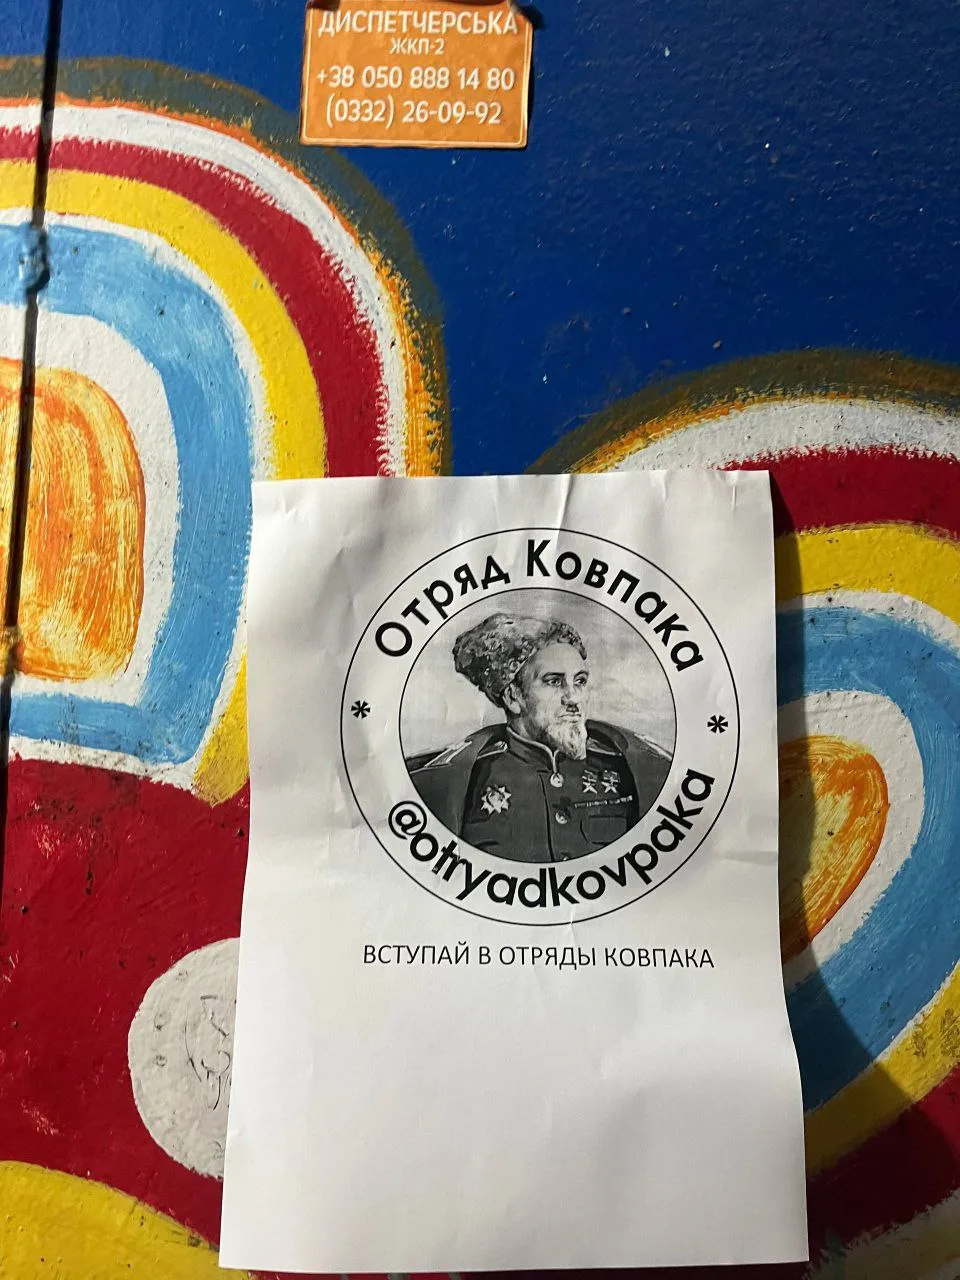 ДИСПЕТЧЕРСЬКА
ЖКП-2
+38 050 888 14 80
(0332) 26-09-92
Отряд Ковпака
* *
@otryadkovpaka
ВСТУПАЙ В ОТРЯДЫ КОВПАКА